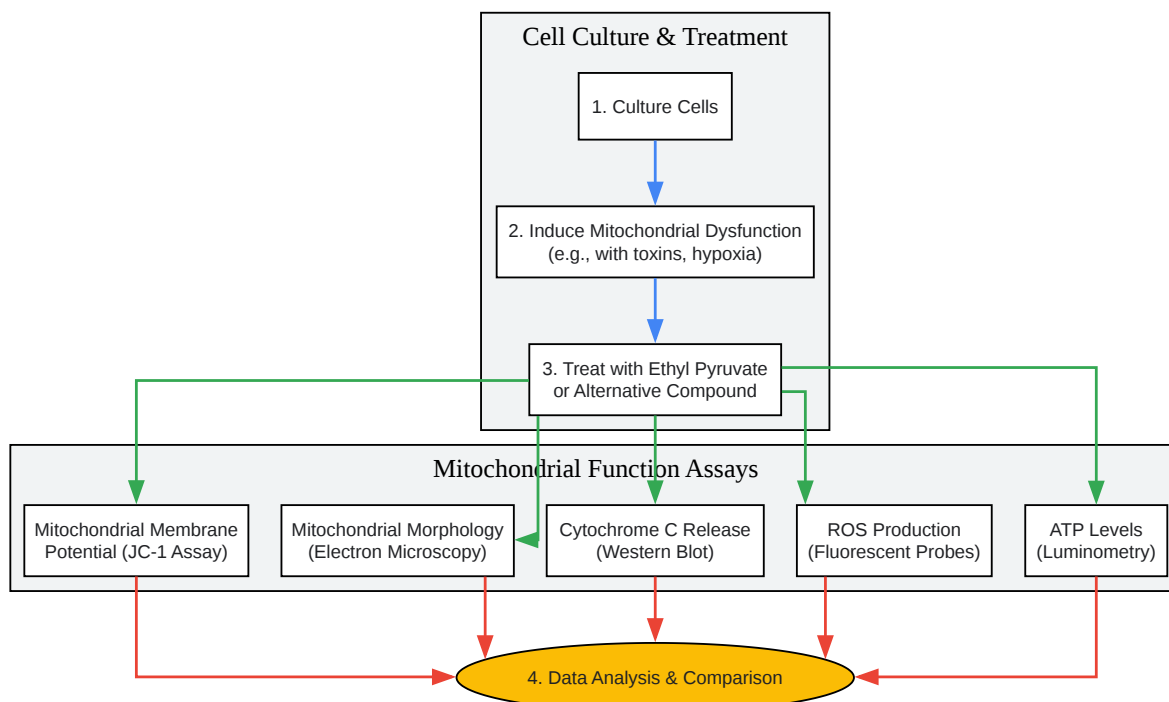 Cell Culture & Treatment
1. Culture Cells
2. Induce Mitochondrial Dysfunction
(e.g., with toxins, hypoxia)
3. Treat with Ethyl Pyruvate
or Alternative Compound
Mitochondrial Function Assays
Mitochondrial Membrane
Potential (JC-1 Assay)
Mitochondrial Morphology
(Electron Microscopy)
Cytochrome C Release
(Western Blot)
ROS Production
(Fluorescent Probes)
ATP Levels
(Luminometry)
4. Data Analysis & Comparison